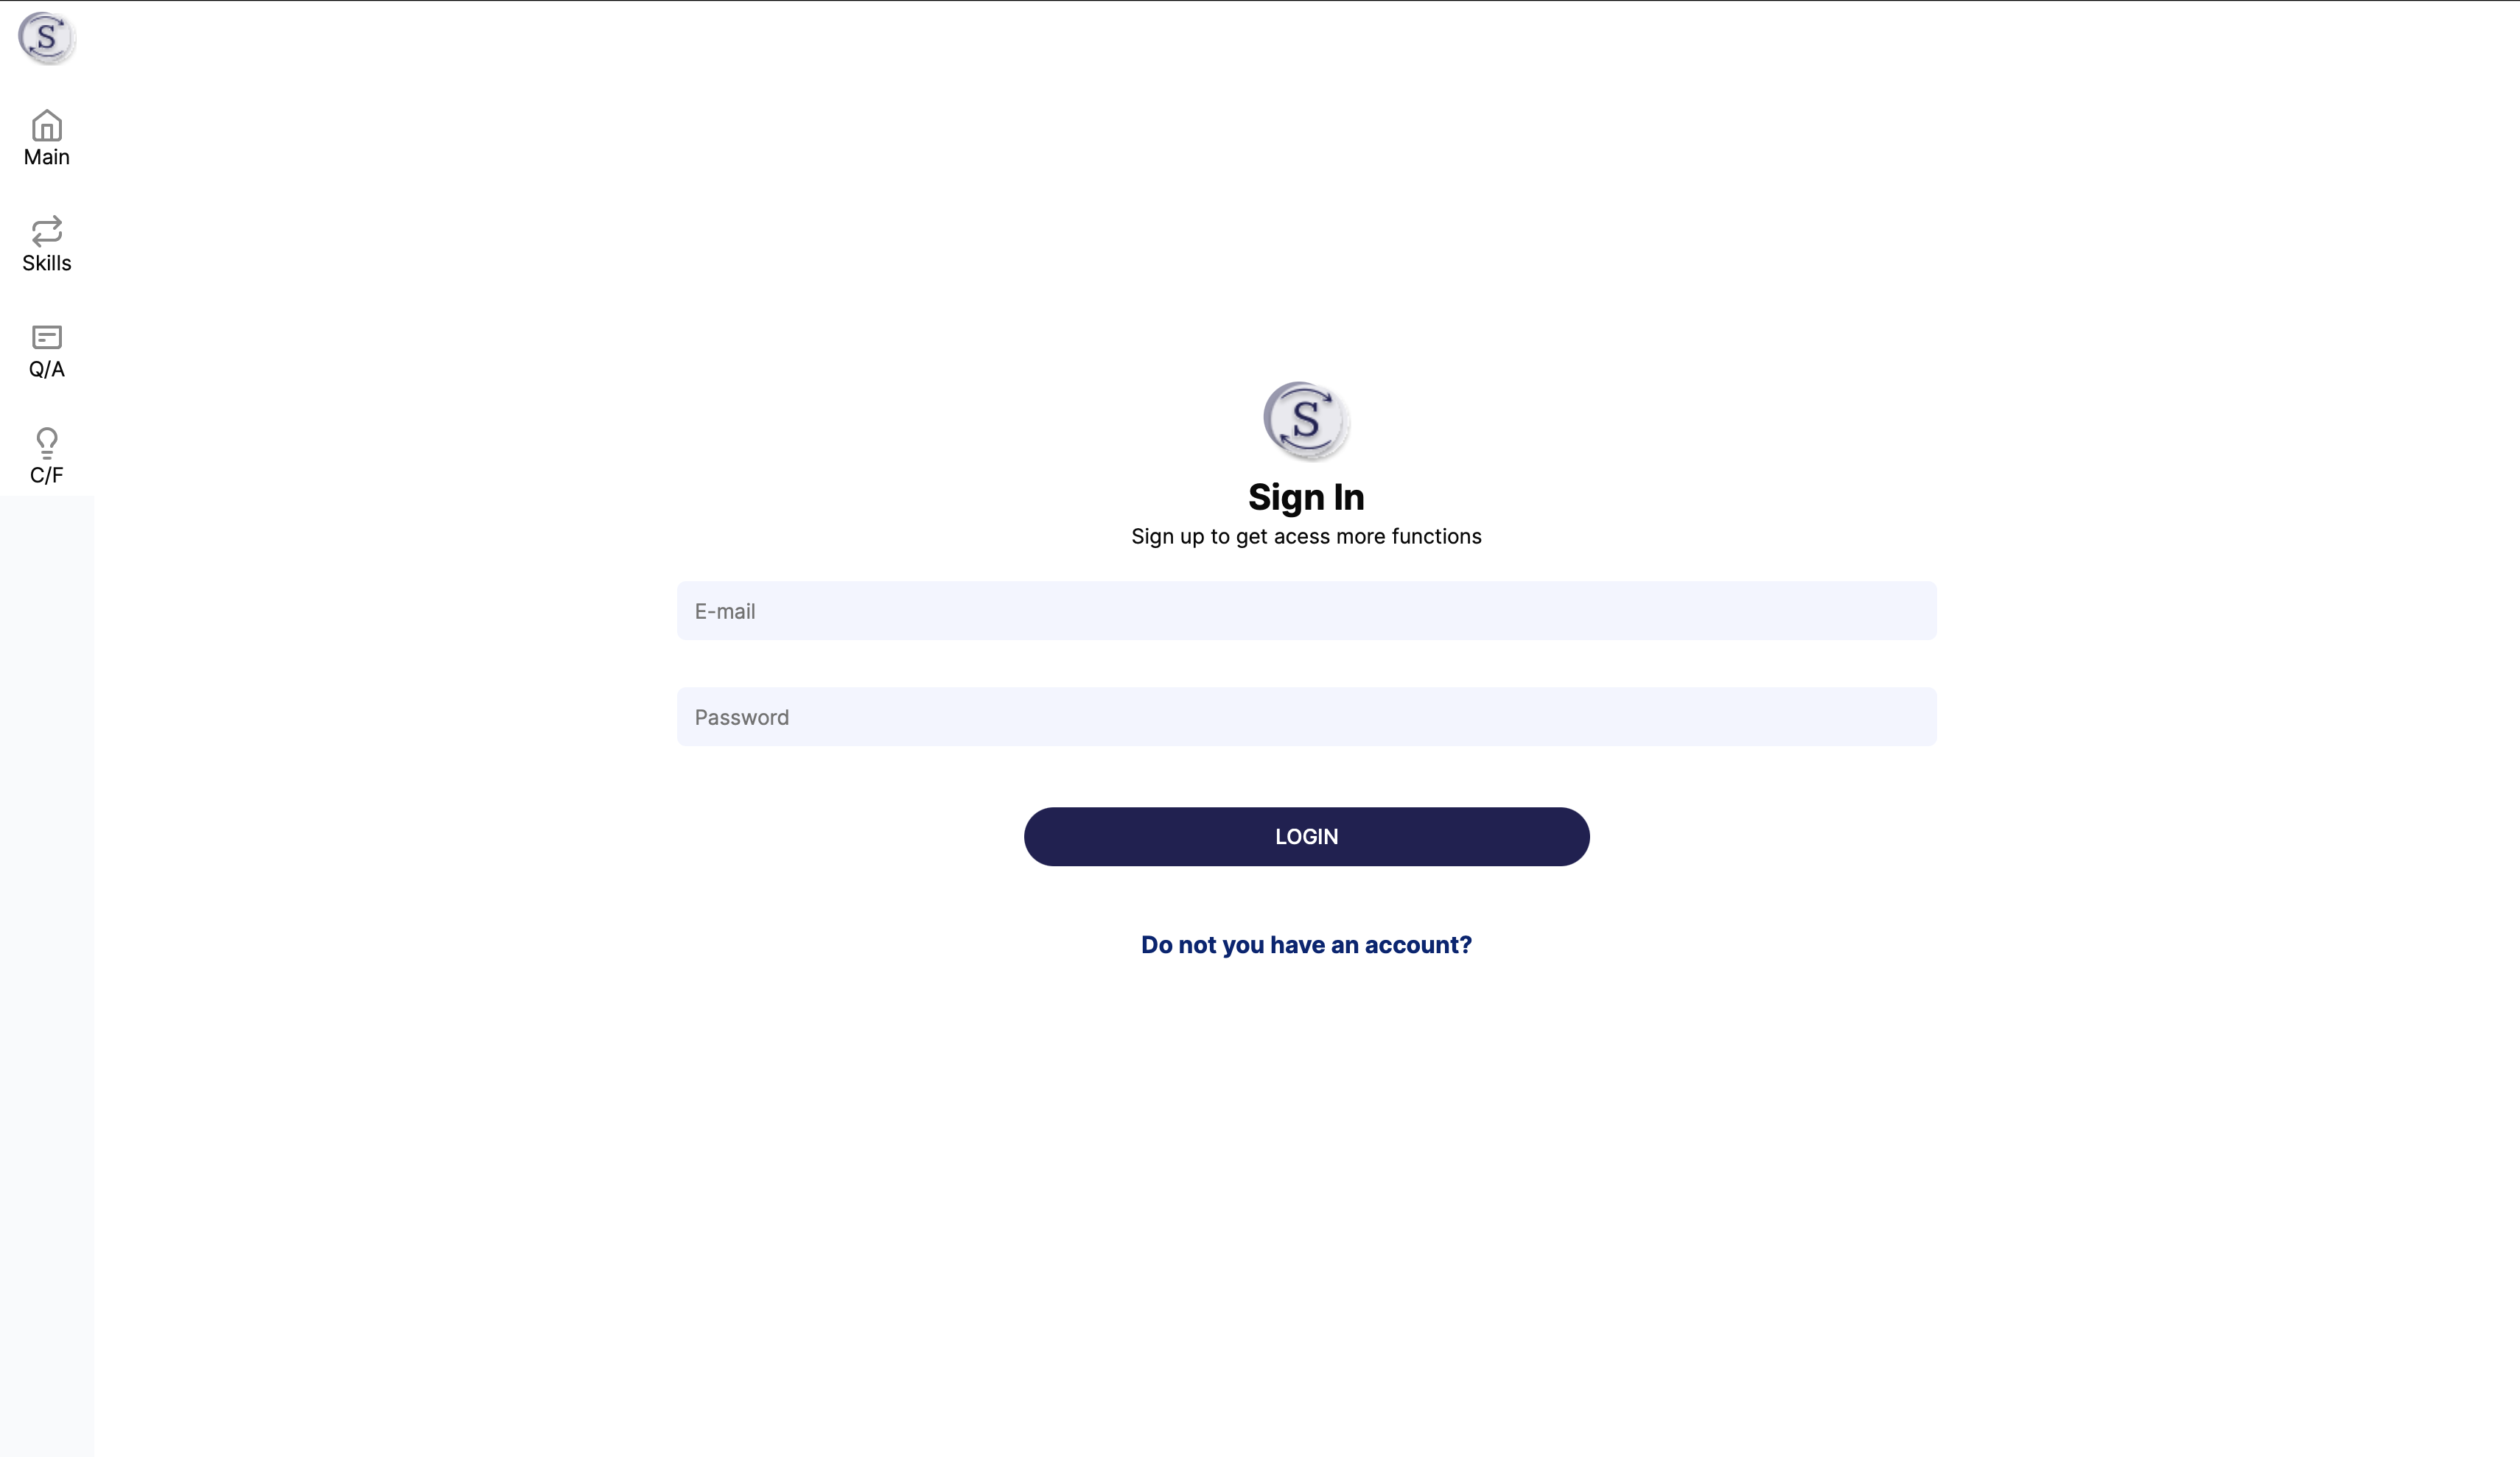 S
Main
Skills
Q/A
C/F
S
Sign In
Sign up to get acess more functions
E-mail
Password
LOGIN
Do not you have an account?